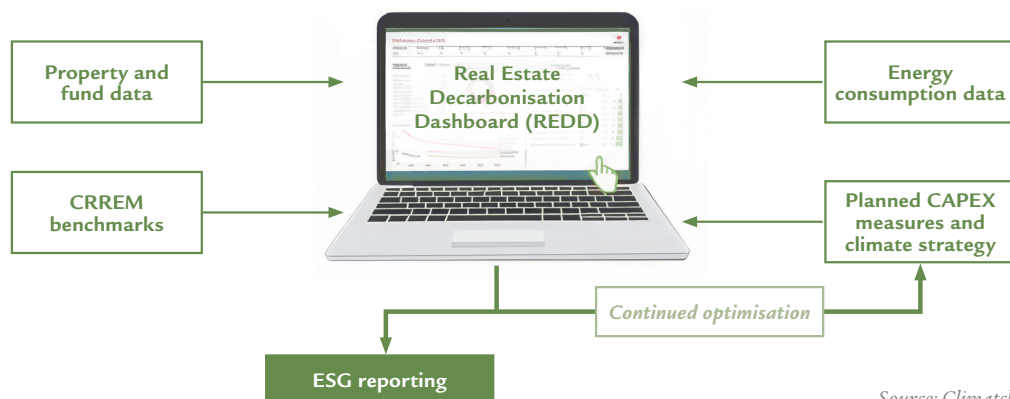 Property and
fund data
Real Estate
Decarbonisation
Dashboard (REDD)
Energy
consumption data
CRREM
benchmarks
Planned CAPEX
measures and
climate strategy
Continued optimisation
ESG reporting
Source: